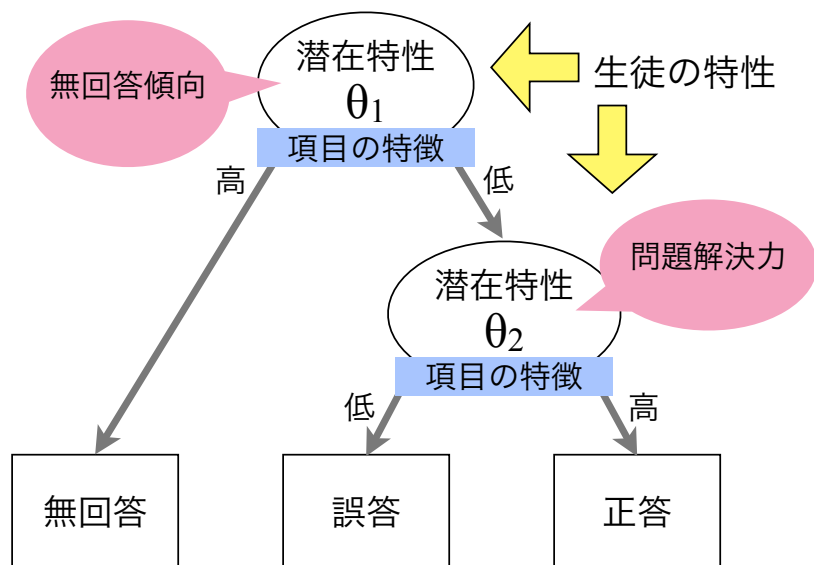 潜在特性
θ1
無回答傾向
生徒の特性
項目の特徴
高
低
問題解決力
潜在特性
θ2
項目の特徴
低
高
無回答
誤答
正答